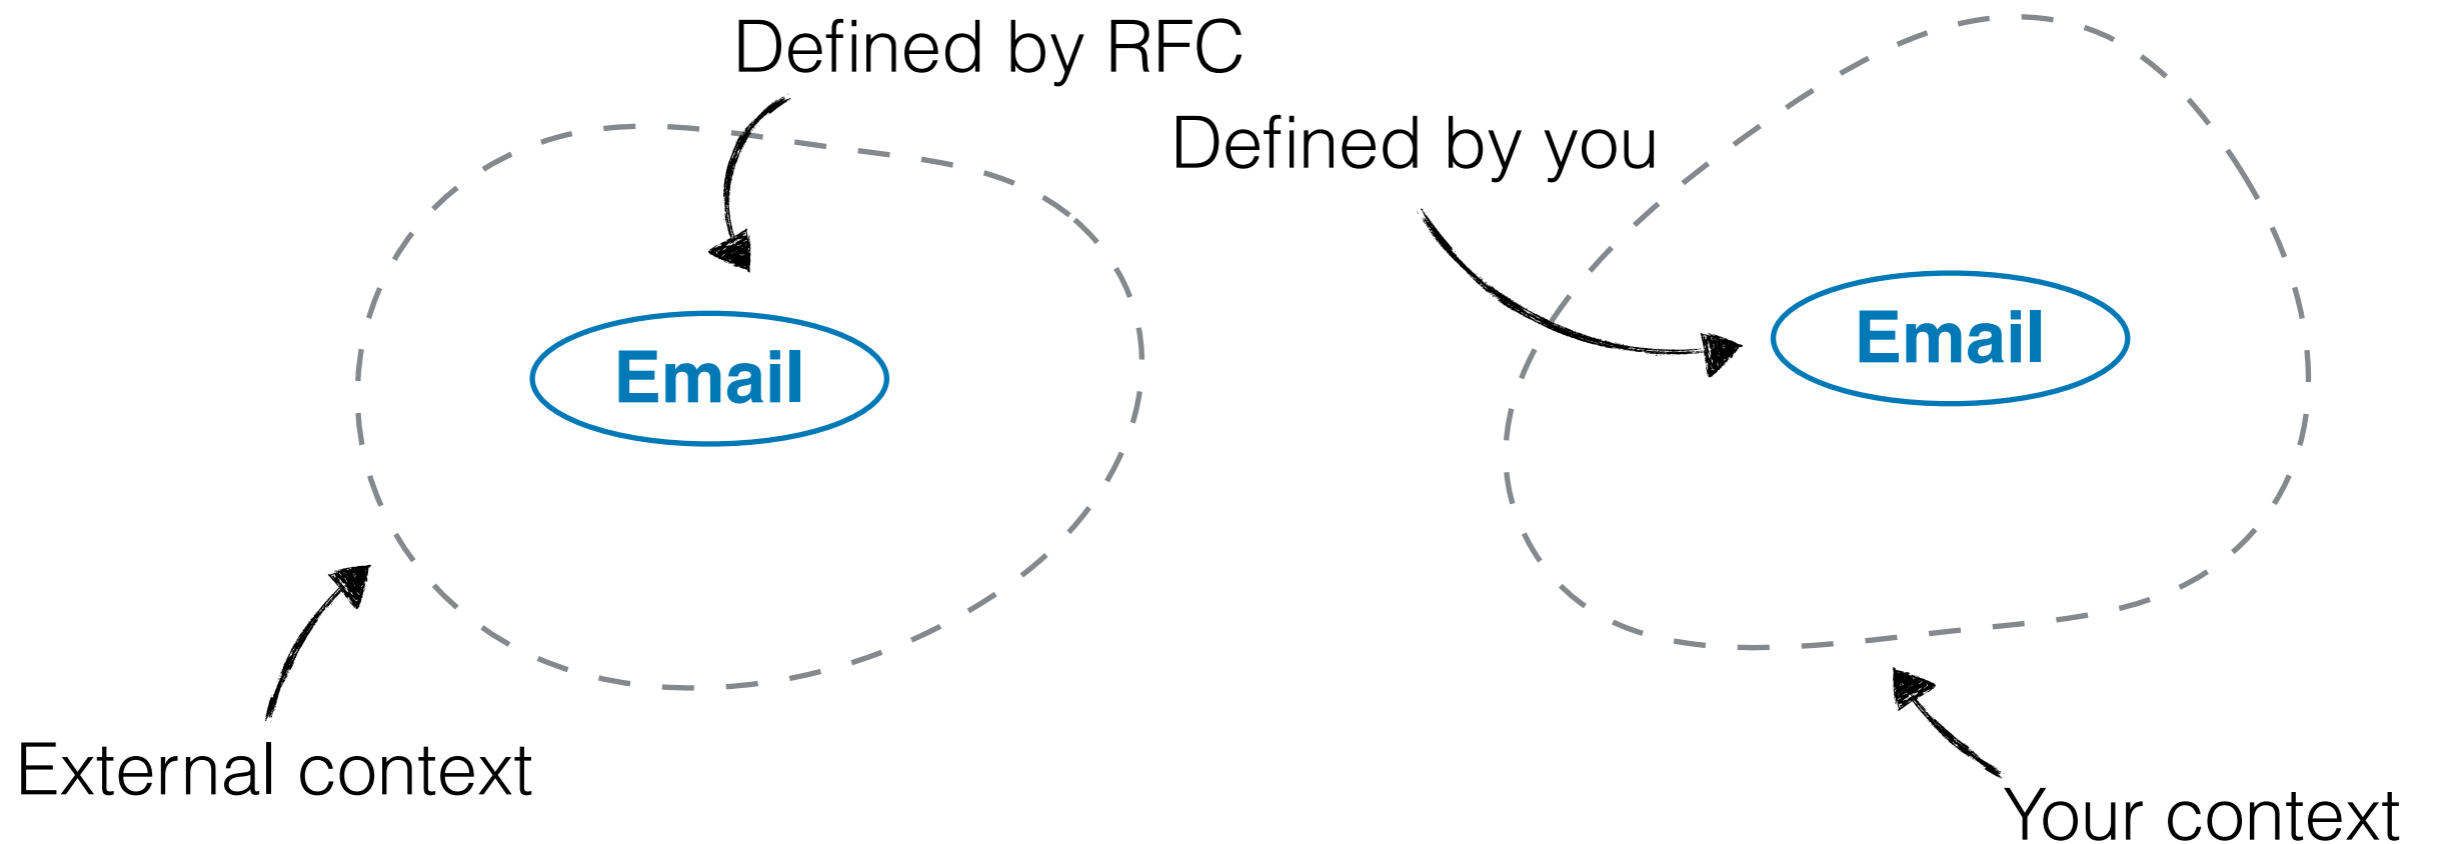 Defined by RFC
Defined by you
Email
Email
External context
Your context